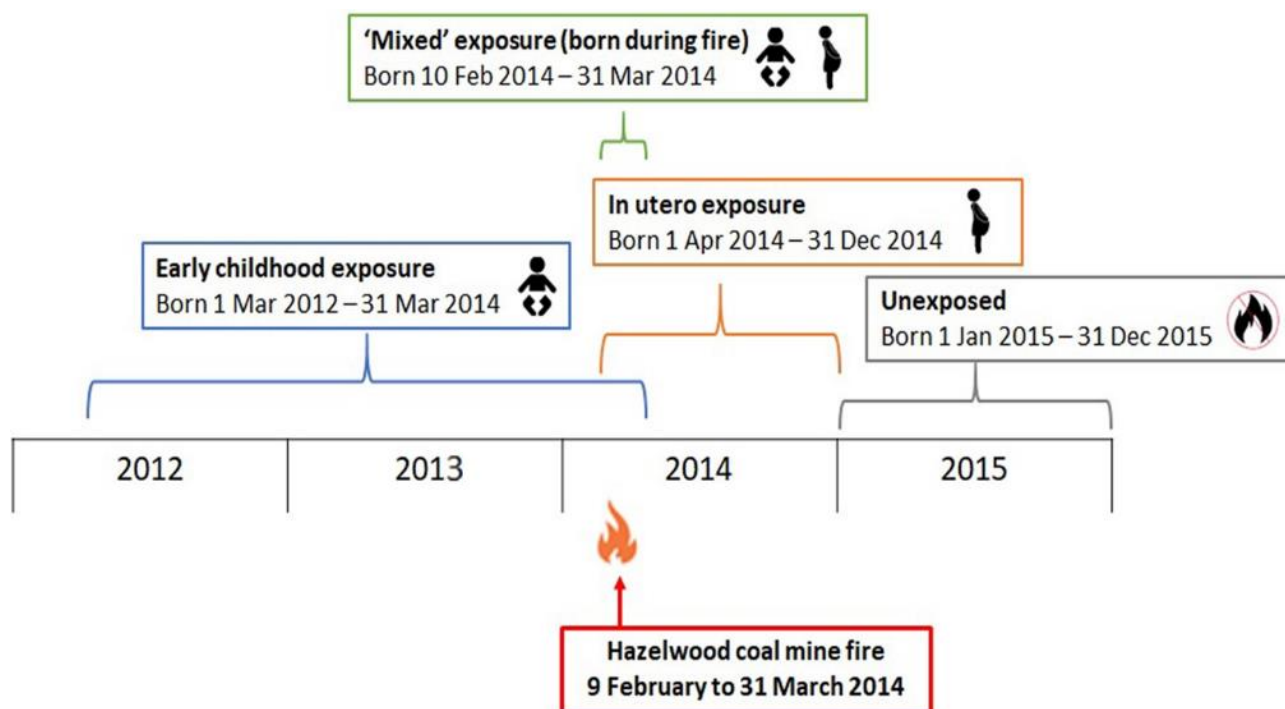 ‘Mixed’ exposure (born during fire)
Born 10 Feb 2014 – 31 Mar 2014
In utero exposure
Born 1 Apr 2014 – 31 Dec 2014
Early childhood exposure
Born 1 Mar 2012 – 31 Mar 2014
Unexposed
Born 1 Jan 2015 – 31 Dec 2015
2012
2013
2014
2015
Hazelwood coal mine fire
9 February to 31 March 2014